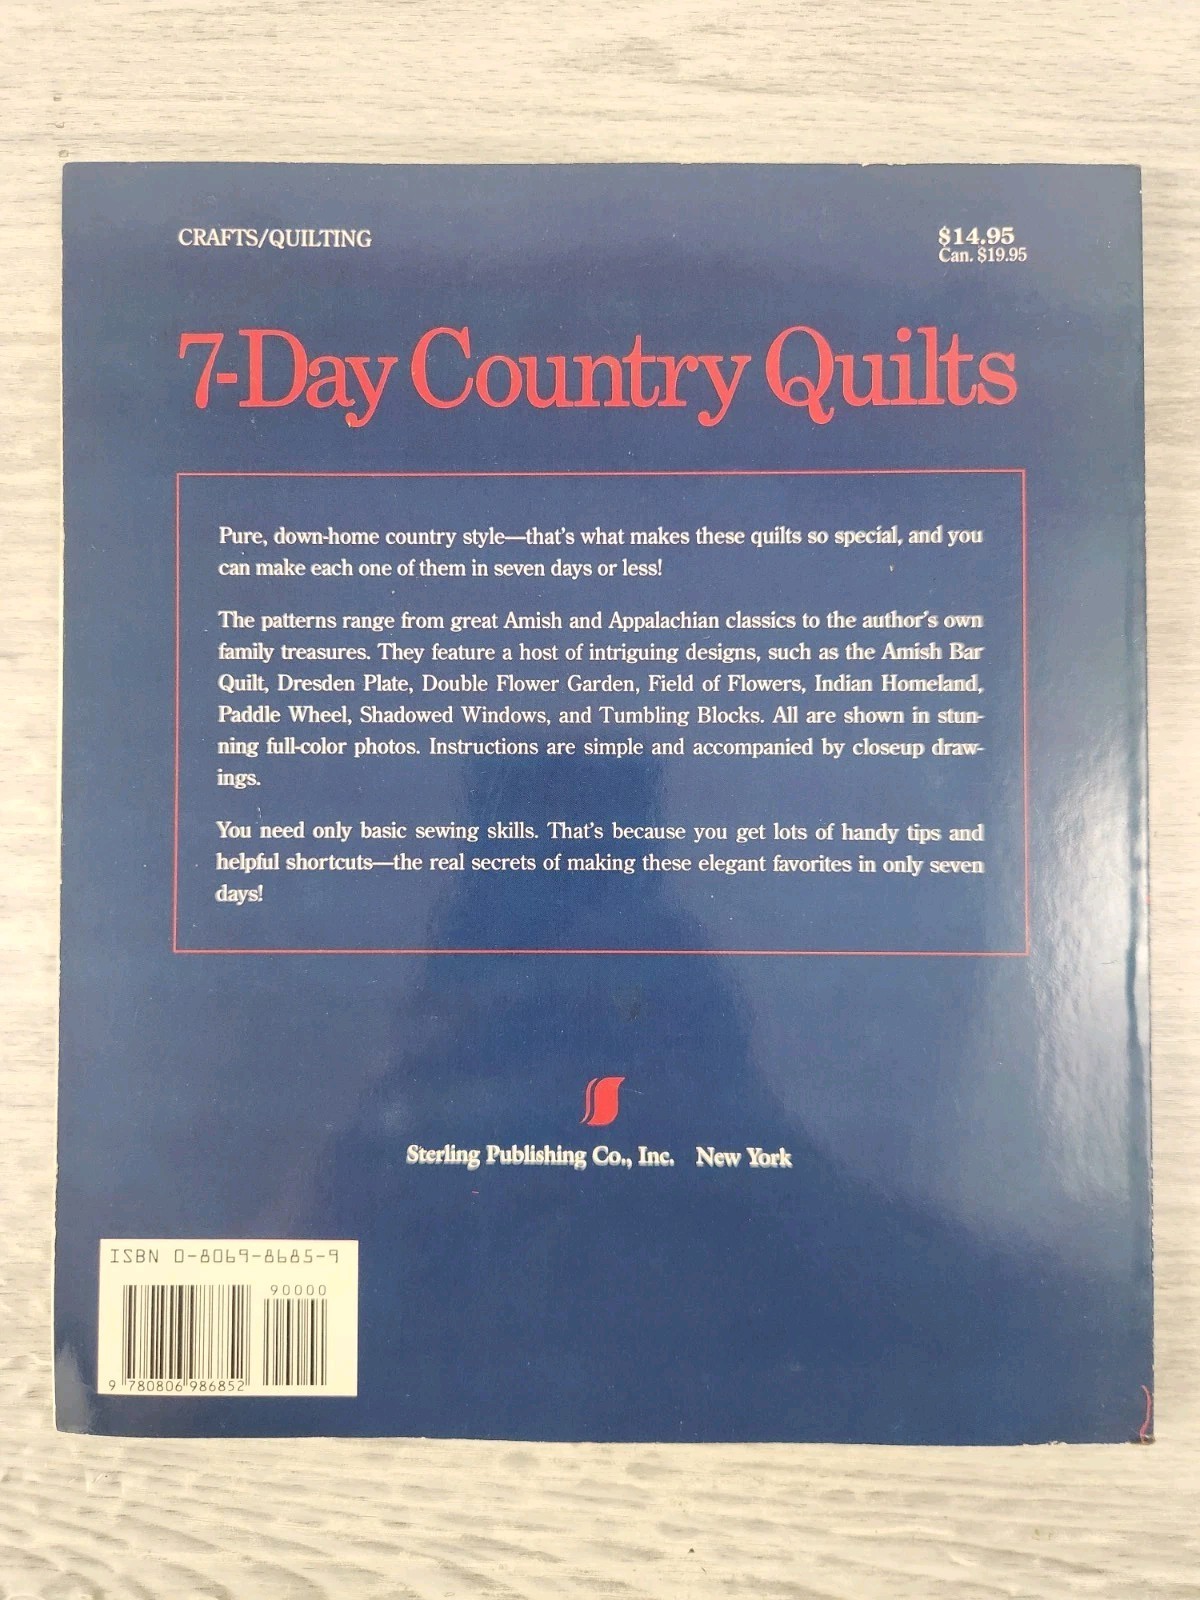 CRAFTS/QUILTING
$14.95
Can. $19.95
7-Day Country Quilts
Pure, down-home country style—that's what makes these quilts so special, and you
can make each one of them in seven days or less!
The patterns range from great Amish and Appalachian classics to the author's own
family treasures. They feature a host of intriguing designs, such as the Amish Bar
Quilt, Dresden Plate, Double Flower Garden, Field of Flowers, Indian Homeland,
Paddle Wheel, Shadowed Windows, and Tumbling Blocks. All are shown in stun-
ning full-color photos. Instructions are simple and accompanied by closeup draw-
ings.
You need only basic sewing skills. That's because you get lots of handy tips and
helpful shortcuts—the real secrets of making these elegant favorites in only seven
days!
Sterling Publishing Co., Inc. New York
ISBN 0-8069-8685-9
90000
9 780806 986852